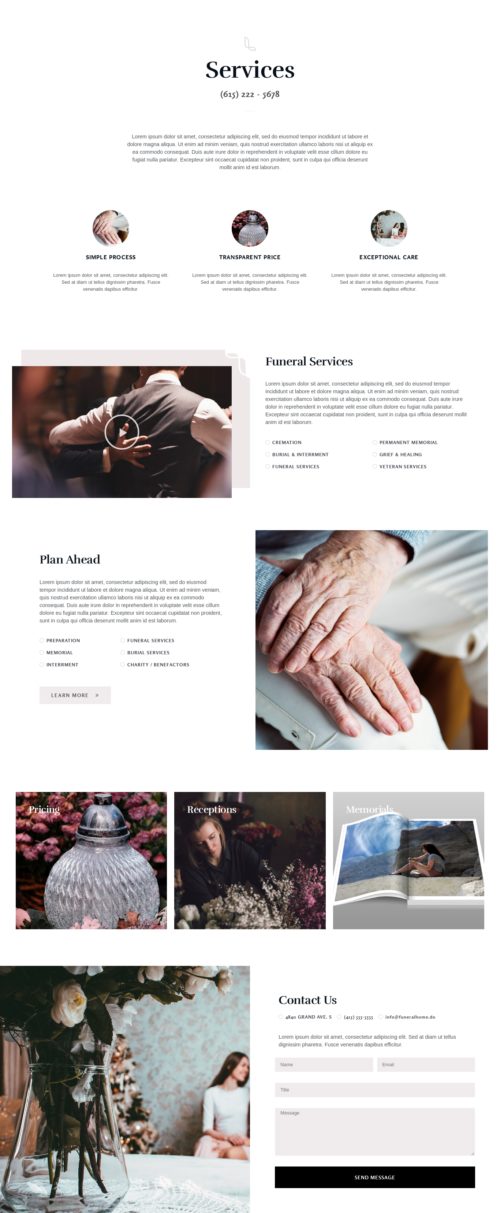 Services
(615) 222 - 5678
Lorem ipsum dolor sit amet, consectetur adipiscing elit, sed do eiusmod tempor incididunt ut labore et
dolore magna aliqua. Ut enim ad minim veniam, quis nostrud exercitation ullamco laboris nisi ut aliquip ex
ea commodo consequat. Duis aute irure dolor in reprehenderit in voluptate velit esse cillum dolore eu
fugiat nulla pariatur. Excepteur sint occaecat cupidatat non proident, sunt in culpa qui officia deserunt
mollit anim id est laborum.
SIMPLE PROCESS
Lorem ipsum dolor sit amet, consectetur adipiscing elit.
Sed at diam ut tellus dignissim pharetra. Fusce
venenatis dapibus efficitur.
TRANSPARENT PRICE
Lorem ipsum dolor sit amet, consectetur adipiscing elit.
Sed at diam ut tellus dignissim pharetra. Fusce
venenatis dapibus efficitur.
EXCEPTIONAL CARE
Lorem ipsum dolor sit amet, consectetur adipiscing elit.
Sed at diam ut tellus dignissim pharetra. Fusce
venenatis dapibus efficitur.
Funeral Services
Lorem ipsum dolor sit amet, consectetur adipiscing elit, sed do eiusmod tempor
incididunt ut labore et dolore magna aliqua. Ut enim ad minim veniam, quis nostrud
exercitation ullamco laboris nisi ut aliquip ex ea commodo consequat. Duis aute irure
dolor in reprehenderit in voluptate velit esse cillum dolore eu fugiat nulla pariatur.
Excepteur sint occaecat cupidatat non proident, sunt in culpa qui officia deserunt mollit
anim id est laborum.
CREMATION
PERMANENT MEMORIAL
BURIAL & INTERRMENT
GRIEF & HEALING
FUNERAL SERVICES
VETERAN SERVICES
Plan Ahead
Lorem ipsum dolor sit amet, consectetur adipiscing elit, sed do eiusmod
tempor incididunt ut labore et dolore magna aliqua. Ut enim ad minim veniam,
quis nostrud exercitation ullamco laboris nisi ut aliquip ex ea commodo
consequat. Duis aute irure dolor in reprehenderit in voluptate velit esse cillum
dolore eu fugiat nulla pariatur. Excepteur sint occaecat cupidatat non proident,
sunt in culpa qui officia deserunt mollit anim id est laborum.
PREPARATION
FUNERAL SERVICES
MEMORIAL
BURIAL SERVICES
INTERRMENT
CHARITY / BENEFACTORS
LEARN MORE »
Pricing
Receptions
Memorials
Contact Us
4891 GRAND AVE. S (415) 555-5555 info@funeralhome.do
Lorem ipsum dolor sit amet, consectetur adipiscing elit. Sed at diam ut tellus
dignissim pharetra. Fusce venenatis dapibus efficitur.
Name
Email
Title
Message
SEND MESSAGE